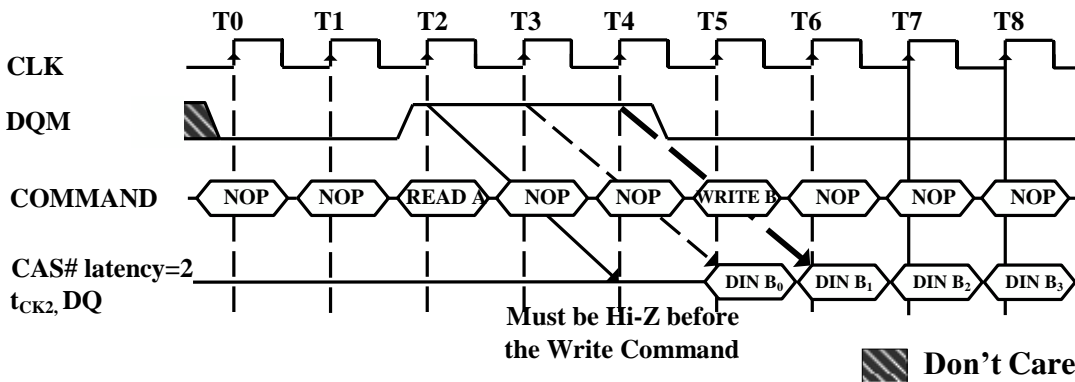 T0 T1 T2 T3 T4 T5 T6 T7 T8
CLK
DQM
COMMAND NOP NOP READ A NOP NOP WRITE B NOP NOP NOP
CAS# latency=2
tCK2, DQ DIN B0 DIN B1 DIN B2 DIN B3
Must be Hi-Z before
the Write Command
Don't Care